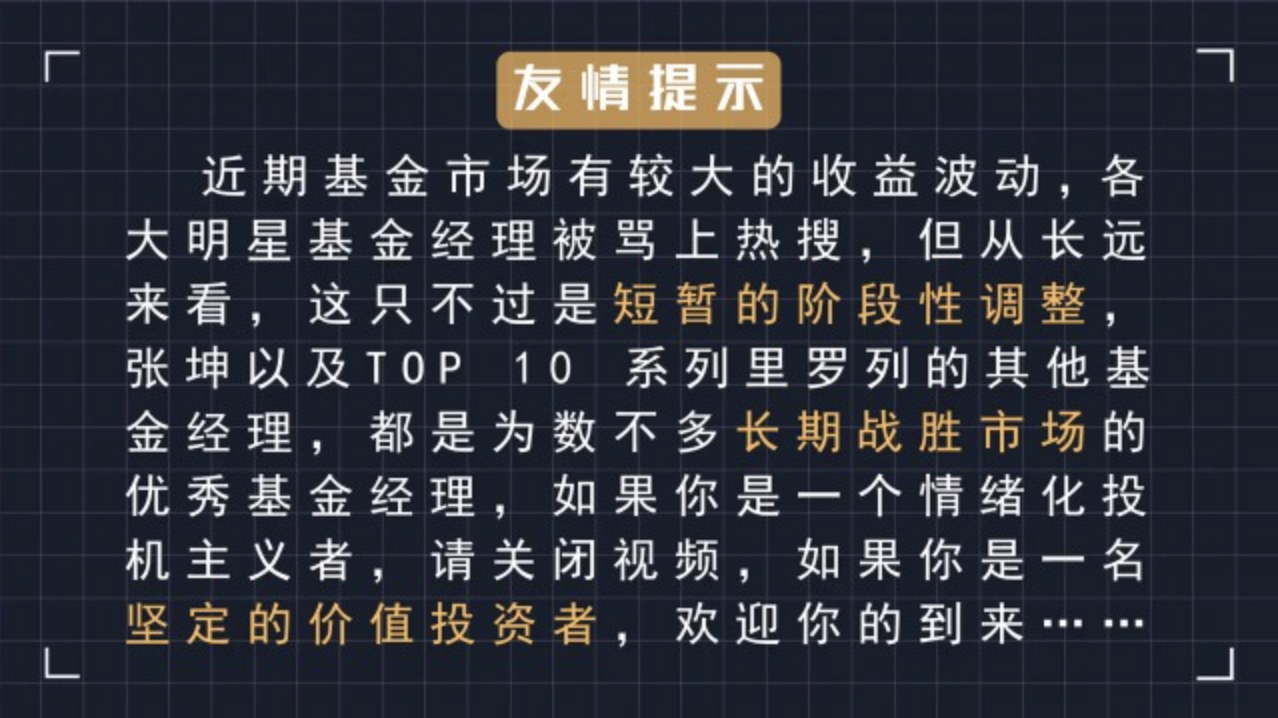 友情提示
近期基金市场有较大的收益波动，各
大明星基金经理被骂上热搜，但从长远
来看，这只不过是短暂的阶段性调整，
张坤以及TOP 10 系列里罗列的其他基
金经理，都是为数不多长期战胜市场的
优秀基金经理，如果你是一个情绪化投
机主义者，请关闭视频，如果你是一名
坚定的价值投资者，欢迎你的到来……